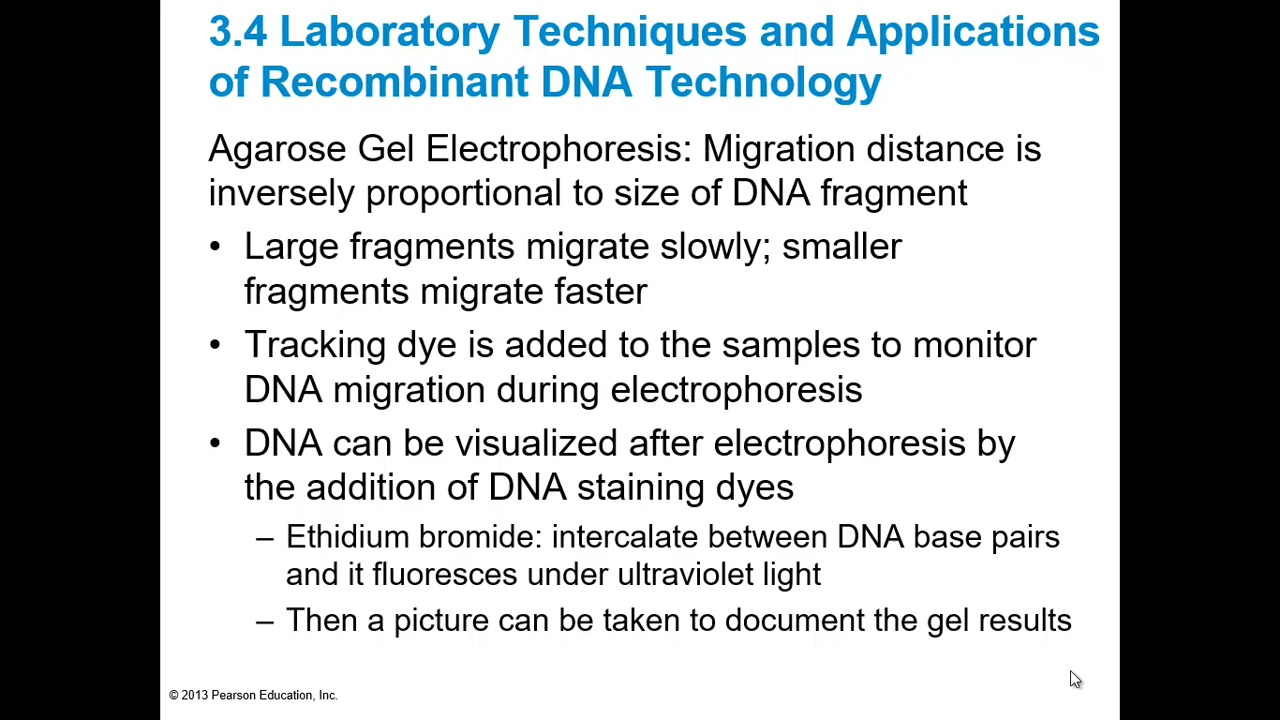 3.4 Laboratory Techniques and Applications
of Recombinant DNA Technology
Agarose Gel Electrophoresis: Migration distance is
inversely proportional to size of DNA fragment
• Large fragments migrate slowly; smaller
fragments migrate faster
• Tracking dye is added to the samples to monitor
DNA migration during electrophoresis
• DNA can be visualized after electrophoresis by
the addition of DNA staining dyes
– Ethidium bromide: intercalate between DNA base pairs
and it fluoresces under ultraviolet light
– Then a picture can be taken to document the gel results
© 2013 Pearson Education, Inc.